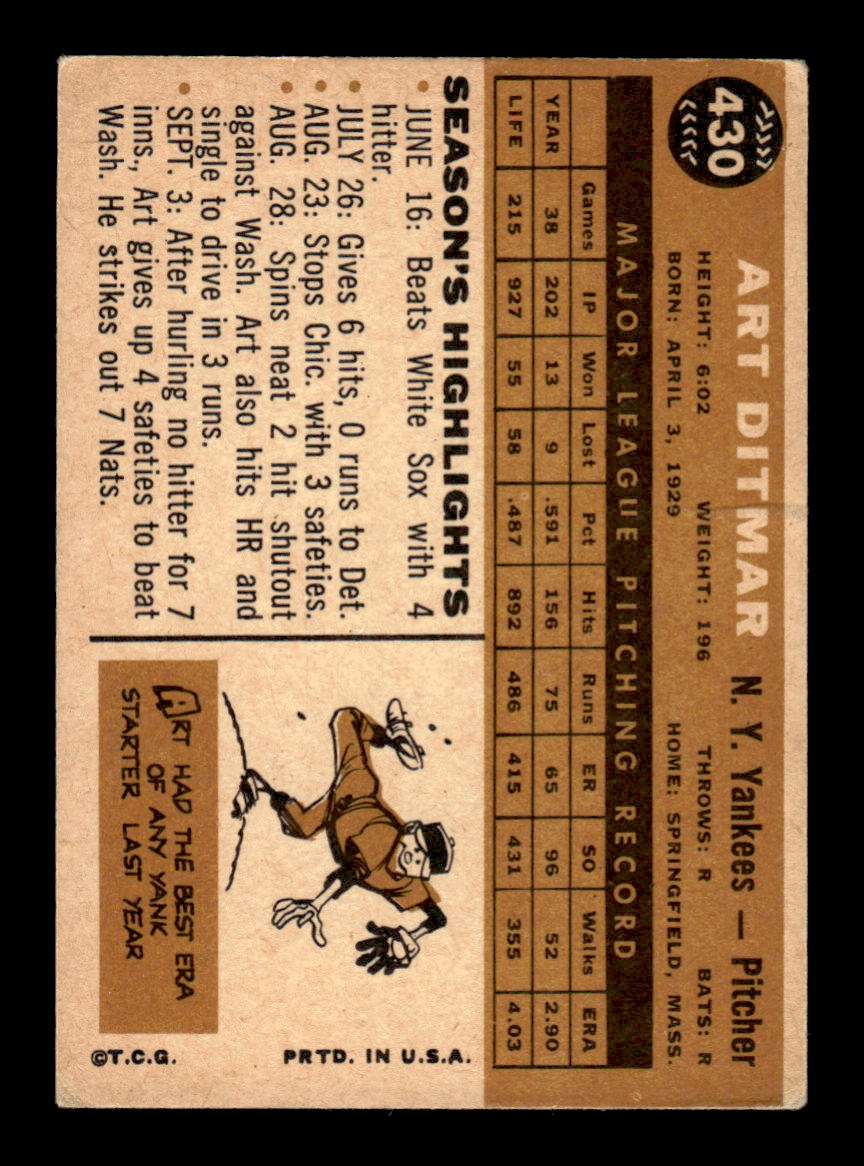 430
ART DITMAR N. Y. Yankees — Pitcher
HEIGHT: 6:02 WEIGHT: 196 THROWS: R BATS: R
BORN: APRIL 3, 1929 HOME: SPRINGFIELD, MASS.
MAJOR LEAGUE PITCHING RECORD
Games IP Won Lost Pct Hits Runs ER SO Walks ERA
YEAR 38 202 13 9 .591 156 75 65 96 52 2.90
LIFE 215 927 55 58 .487 892 486 415 431 355 4.03
SEASON'S HIGHLIGHTS
• JUNE 16: Beats White Sox with 4
hitter.
• JULY 26: Gives 6 hits, 0 runs to Det.
• AUG. 23: Stops Chic. with 3 safeties.
• AUG. 28: Spins neat 2 hit shutout
against Wash. Art also hits HR and
single to drive in 3 runs.
• SEPT. 3: After hurling no hitter for 7
inns., Art gives up 4 safeties to beat
Wash. He strikes out 7 Nats.
ART HAD THE BEST ERA
OF ANY YANK
STARTER LAST YEAR
©T.C.G. PRTD. IN U.S.A.